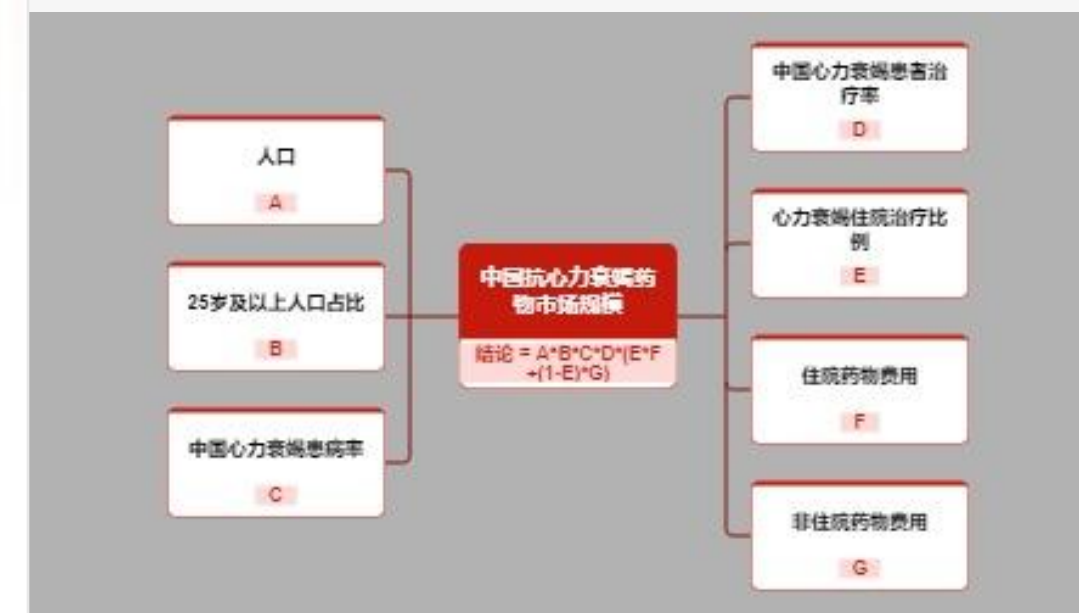 人口
A
25岁及以上人口占比
B
中国心力衰竭患病率
C
中国抗心力衰竭药
物市场规模
结论 = A*B*C*D*(E*F
+(1-E)*G)
中国心力衰竭患者治
疗率
D
心力衰竭住院治疗比
例
E
住院药物费用
F
非住院药物费用
G